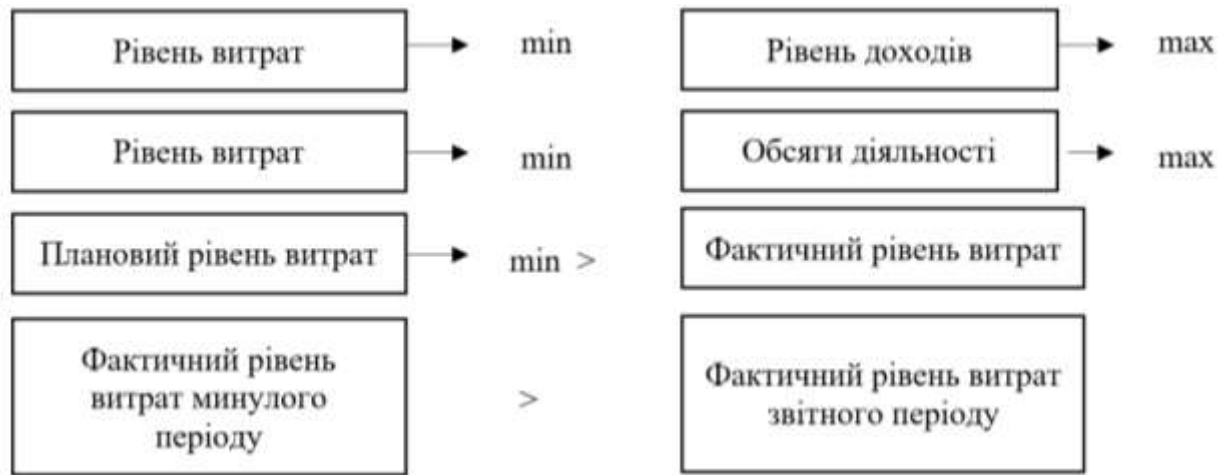 Рівень витрат
min
Рівень доходів
max
Рівень витрат
min
Обсяги діяльності
max
Плановий рівень витрат
min >
Фактичний рівень витрат
Фактичний рівень
витрат минулого
періоду
>
Фактичний рівень витрат
звітного періоду